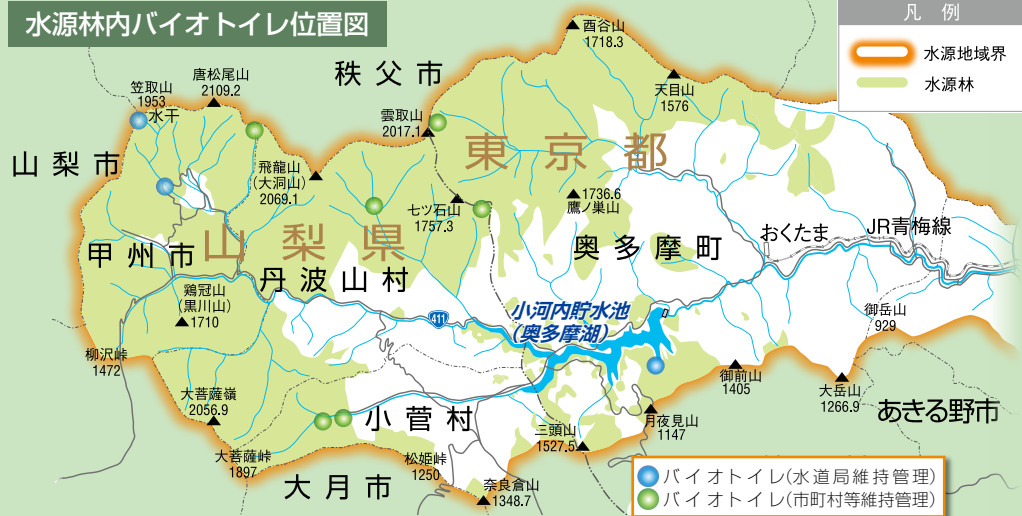 水源林内バイオトイレ位置図
凡 例
水源地域界
水源林
酉谷山
1718.3
唐松尾山
2109.2
秩父市
天目山
1576
笠取山
1953
水干
雲取山
2017.1
東京都
山梨市
飛龍山
(大洞山)
2069.1
1736.6
鷹ノ巣山
七ツ石山
1757.3
おくたま
JR青梅線
甲州市
山梨県
奥多摩町
丹波山村
鶏冠山
(黒川山)
1710
411
小河内貯水池
(奥多摩湖)
御岳山
929
柳沢峠
1472
御前山
1405
大岳山
1266.9
大菩薩嶺
2056.9
小菅村
月夜見山
1147
あきる野市
三頭山
1527.5
大菩薩峠
1897
松姫峠
1250
大月市
奈良倉山
1348.7
バイオトイレ(水道局維持管理)
バイオトイレ(市町村等維持管理)